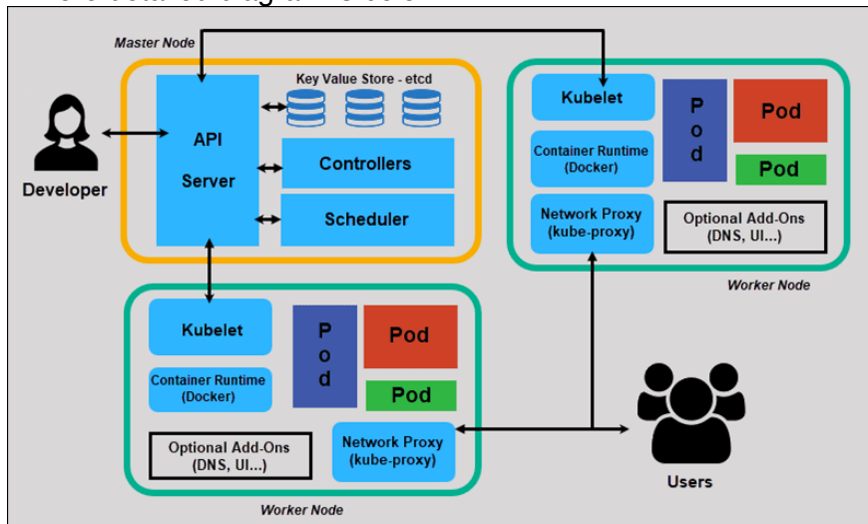 Master Node
Key Value Store - etcd
API
Server
Controllers
Scheduler
Developer
Kubelet
Container Runtime
(Docker)
Network Proxy
(kube-proxy)
P
o
d
Pod
Pod
Optional Add-Ons
(DNS, UI...)
Worker Node
Kubelet
Container Runtime
(Docker)
P
o
d
Pod
Pod
Optional Add-Ons
(DNS, UI...)
Network Proxy
(kube-proxy)
Worker Node
Users